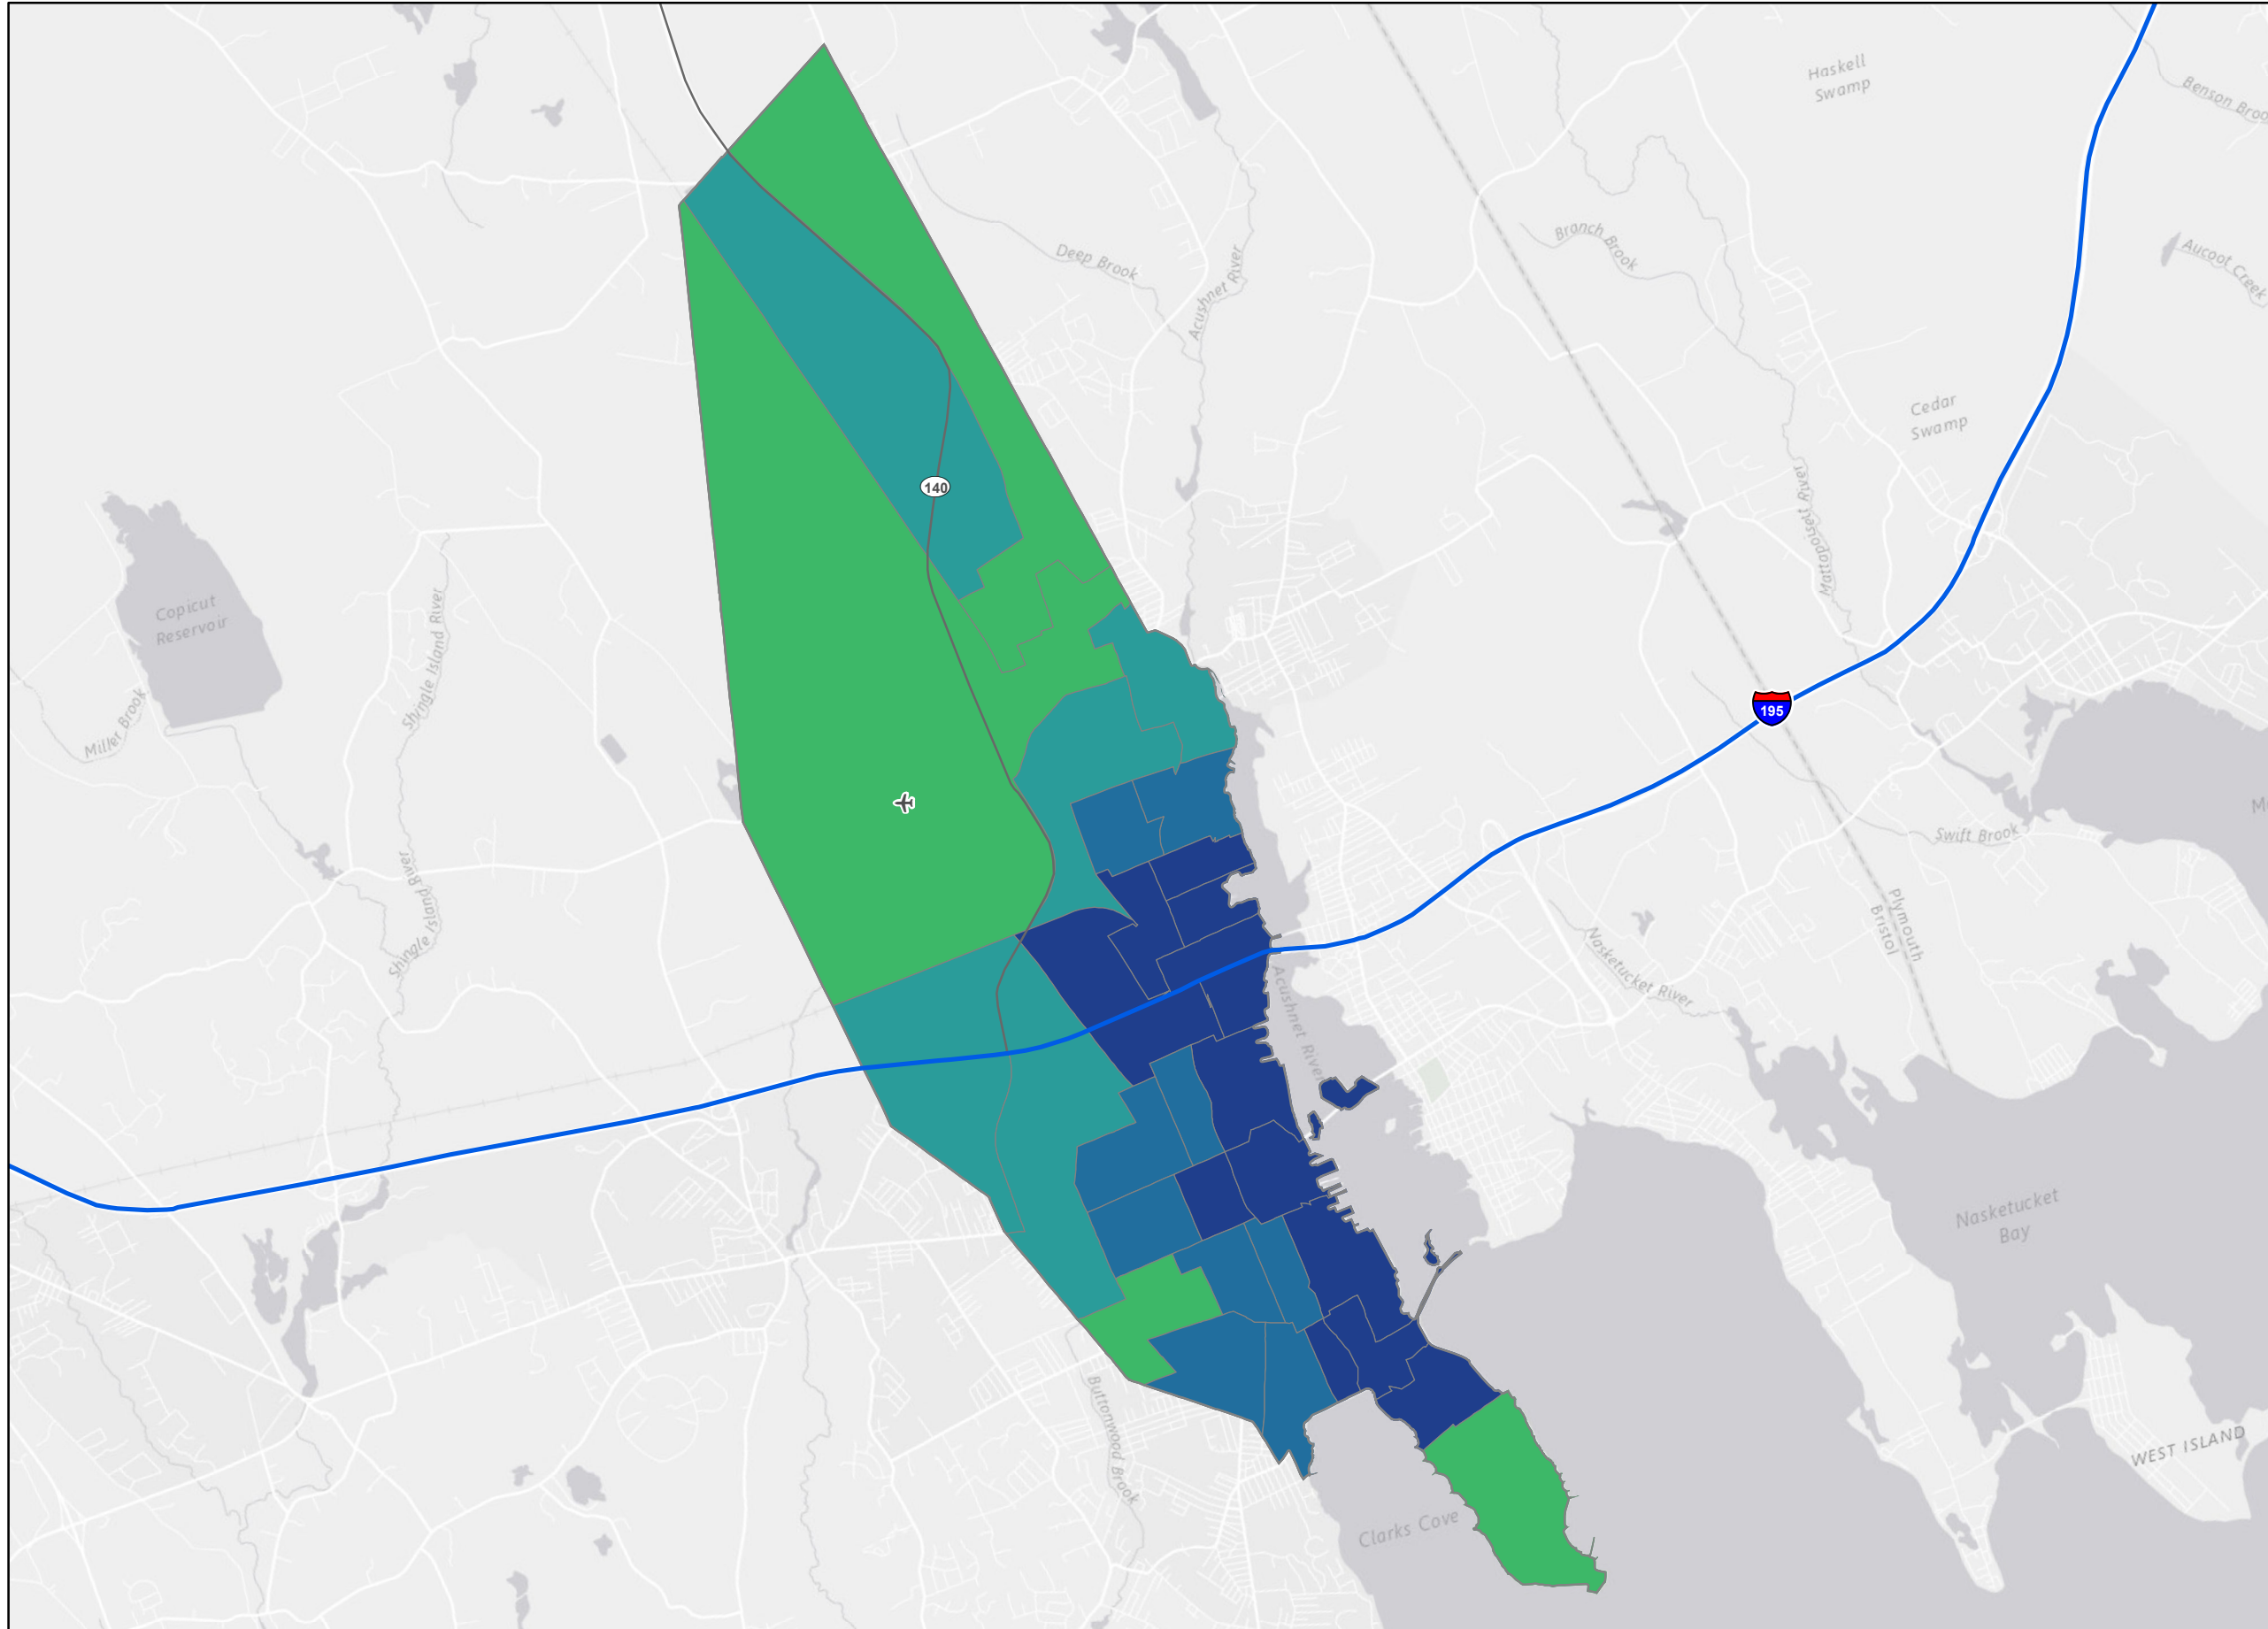 Haskell
Swamp
Benson Broo
Deep Brook
Acushnet River
Branch
Brook
Aucoot Creek
Cedar
Swamp
140
Mattapoisett River
Copicut
Reservoir
Shingle Island River
Miller Brook
195
M
Swift Brook
Shingle Island River
Plymouth
Bristol
Nasketucket River
Acushnet River
Nasketucket
Bay
Buttonwood Brook
WEST ISLAND
Clarks Cove